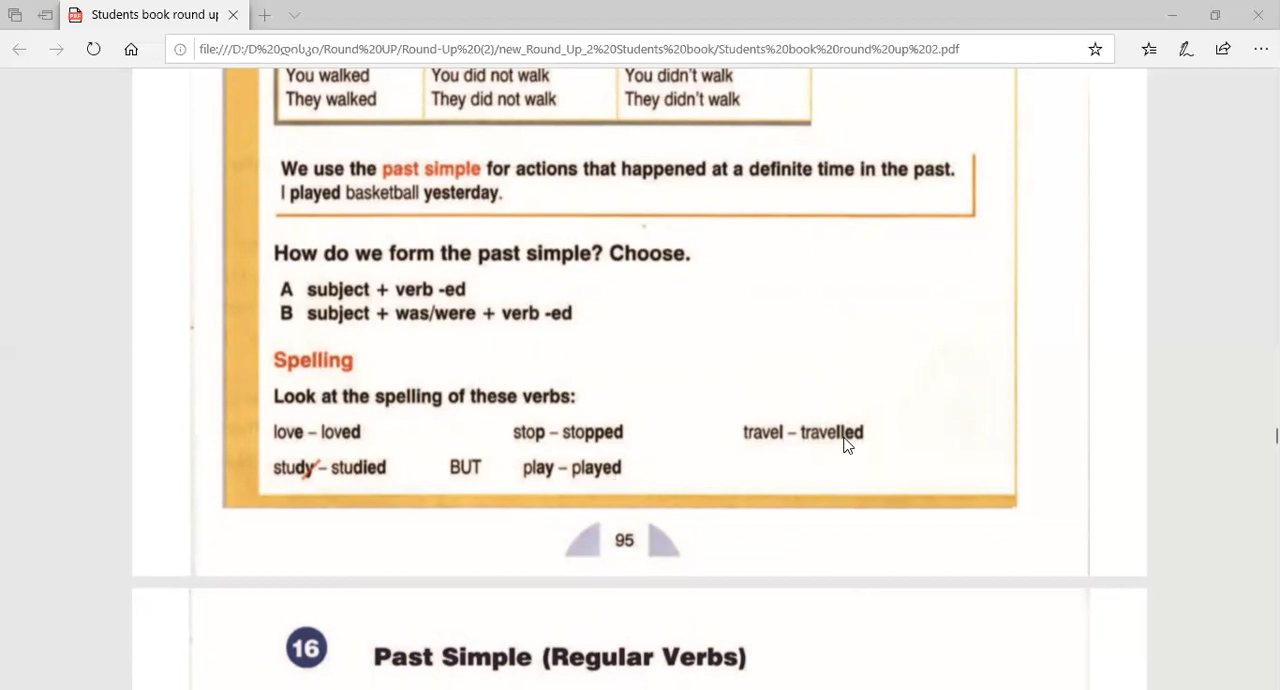 Students book round up
file:///D:/D%20დისკი/Round%20UP/Round-Up%20(2)/new_Round_Up_2%20Students%20book/Students%20book%20round%20up%202.pdf
You walked You did not walk You didn't walk
They walked They did not walk They didn't walk
We use the past simple for actions that happened at a definite time in the past.
I played basketball yesterday.
How do we form the past simple? Choose.
A subject + verb -ed
B subject + was/were + verb -ed
Spelling
Look at the spelling of these verbs:
love – loved stop – stopped travel – travelled
study – studied BUT play – played
95
16 Past Simple (Regular Verbs)